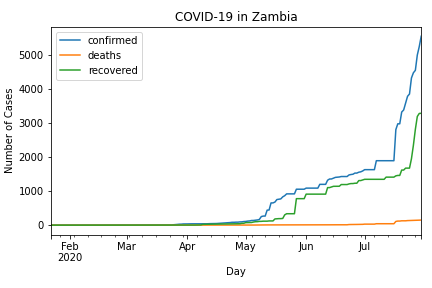 COVID-19 in Zambia
confirmed
deaths
recovered
5000
4000
3000
2000
1000
0
Number of Cases
Feb
2020
Mar
Apr
May
Jun
Jul
Day